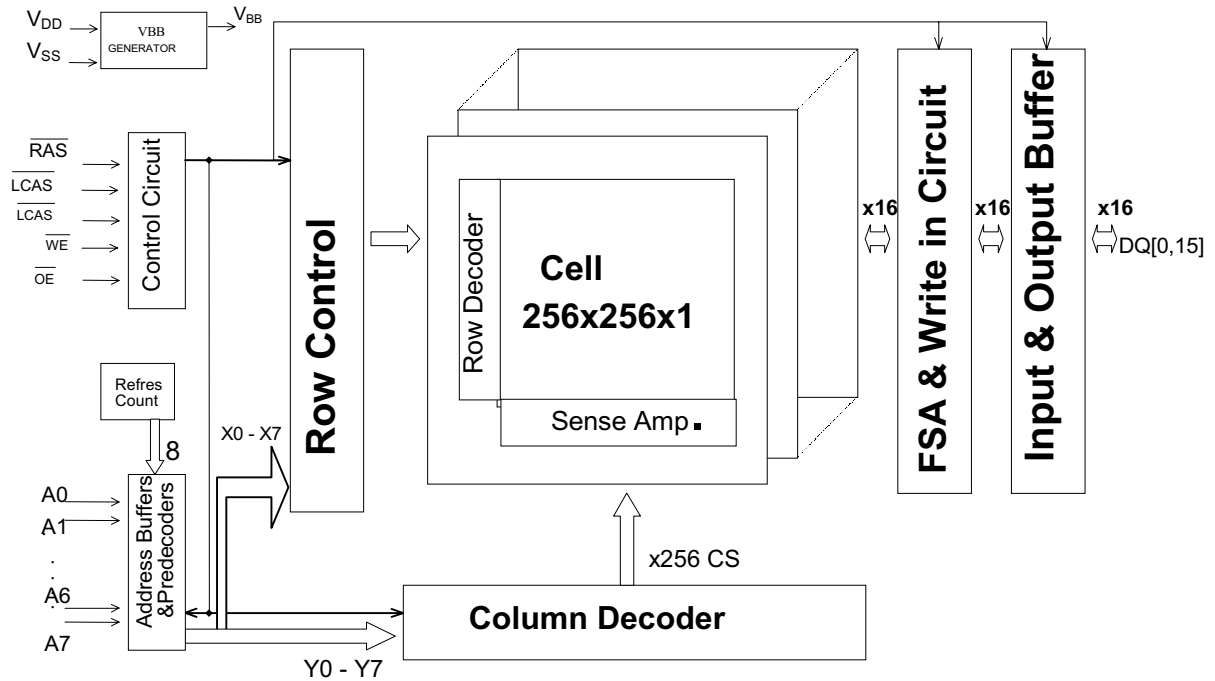 VDD
VSS
VBB
GENERATOR
VBB
RAS
LCAS
LCAS
WE
OE
Control Circuit
Row Control
Row Decoder
Cell
256x256x1
Sense Amp.
x16
FSA & Write in Circuit
x16
Input & Output Buffer
x16
DQ[0,15]
Refres
Count
8
X0 - X7
A0
A1
.
.
.
A6
.
A7
Address Buffers
&Predecoders
x256 CS
Column Decoder
Y0 - Y7